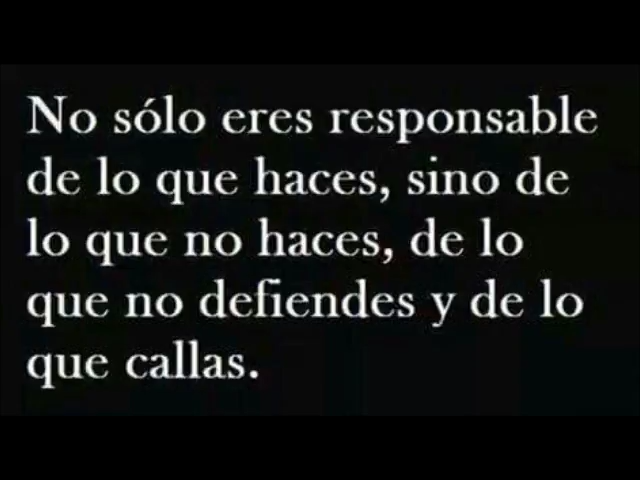 No sólo eres responsable
de lo que haces, sino de
lo que no haces, de lo
que no defiendes y de lo
que callas.